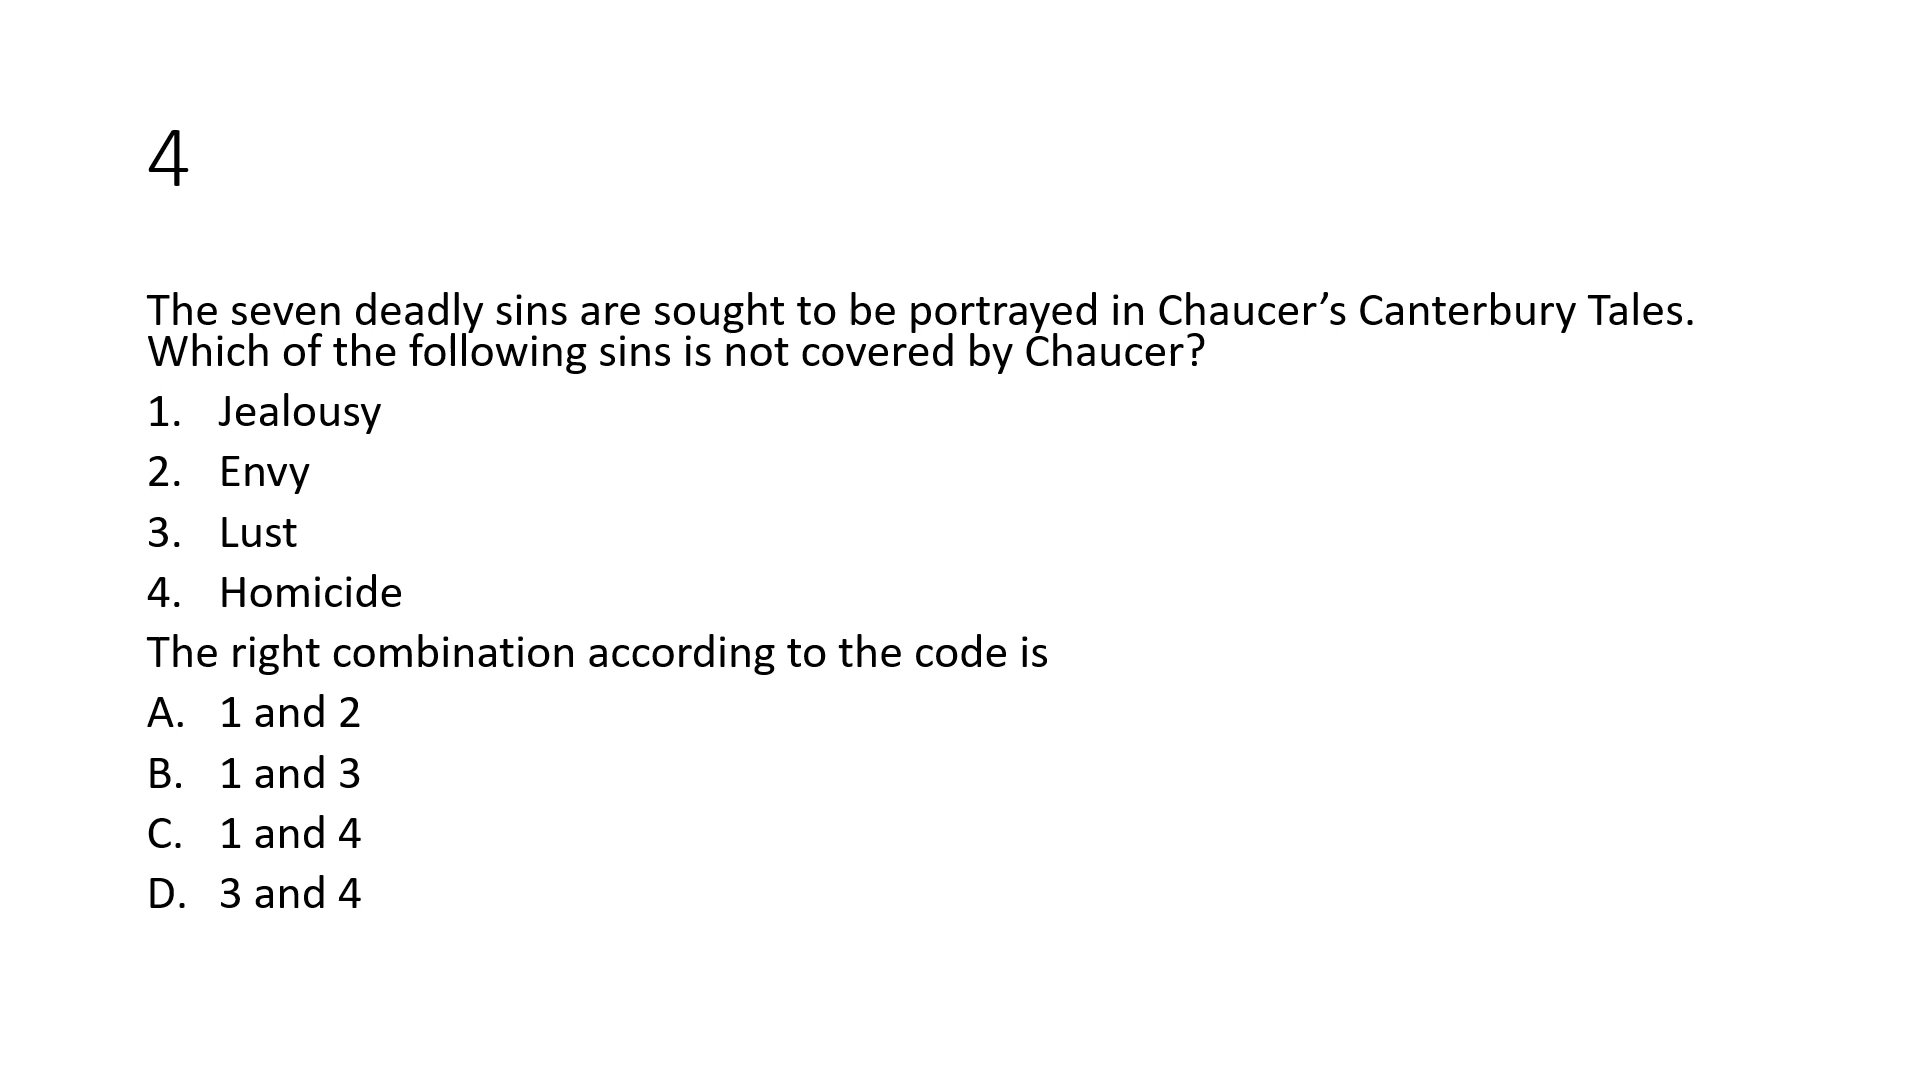 4
The seven deadly sins are sought to be portrayed in Chaucer’s Canterbury Tales.
Which of the following sins is not covered by Chaucer?
1. Jealousy
2. Envy
3. Lust
4. Homicide
The right combination according to the code is
A. 1 and 2
B. 1 and 3
C. 1 and 4
D. 3 and 4